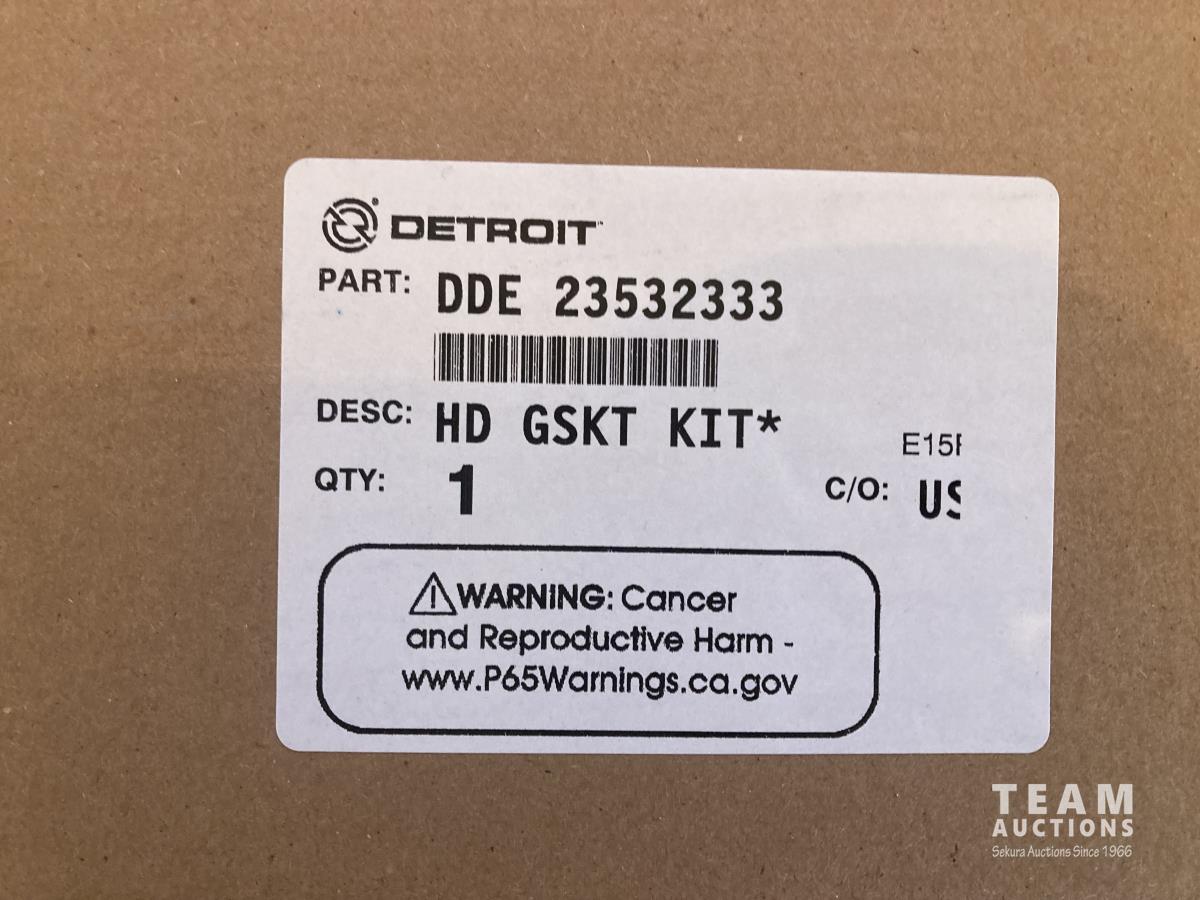 DETROIT
PART: DDE 23532333
DESC: HD GSKT KIT*
E15
QTY: 1 C/O: US
⚠WARNING: Cancer
and Reproductive Harm -
www.P65Warnings.ca.gov
TEAM
AUCTIONS
Sekura Auctions Since 1966